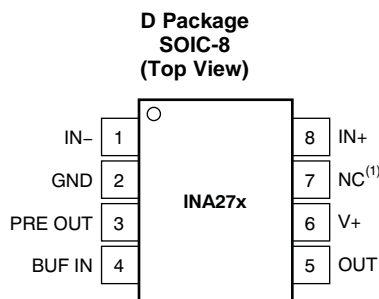 D Package
SOIC-8
(Top View)
IN− 1 8 IN+
GND 2 7 NC(1)
INA27x
PRE OUT 3 6 V+
BUF IN 4 5 OUT